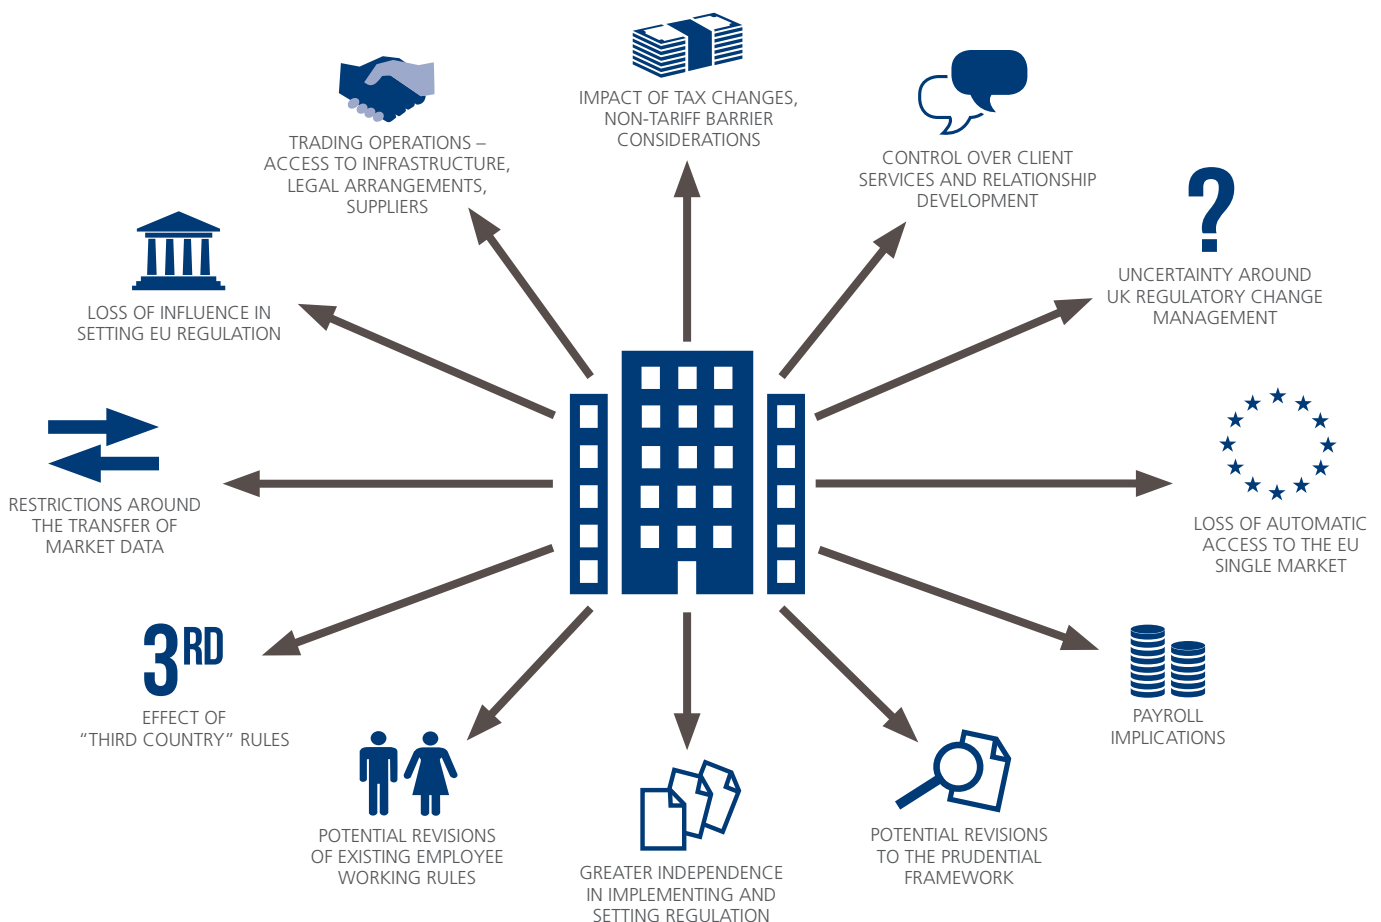 IMPACT OF TAX CHANGES,
NON-TARIFF BARRIER
CONSIDERATIONS
CONTROL OVER CLIENT
SERVICES AND RELATIONSHIP
DEVELOPMENT
?
UNCERTAINTY AROUND
UK REGULATORY CHANGE
MANAGEMENT
LOSS OF AUTOMATIC
ACCESS TO THE EU
SINGLE MARKET
PAYROLL
IMPLICATIONS
POTENTIAL REVISIONS
TO THE PRUDENTIAL
FRAMEWORK
GREATER INDEPENDENCE
IN IMPLEMENTING AND
SETTING REGULATION
POTENTIAL REVISIONS
OF EXISTING EMPLOYEE
WORKING RULES
3RD
EFFECT OF
“THIRD COUNTRY” RULES
RESTRICTIONS AROUND
THE TRANSFER OF
MARKET DATA
LOSS OF INFLUENCE IN
SETTING EU REGULATION
TRADING OPERATIONS –
ACCESS TO INFRASTRUCTURE,
LEGAL ARRANGEMENTS,
SUPPLIERS